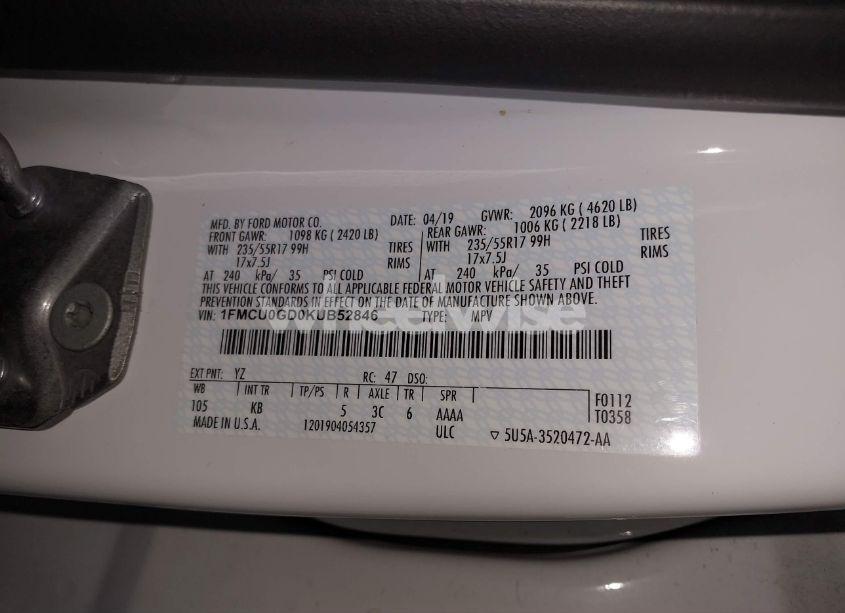 MFD. BY FORD MOTOR CO. DATE: 04/19 GVWR: 2096 KG ( 4620 LB)
FRONT GAWR: 1098 KG ( 2420 LB) REAR GAWR: 1006 KG ( 2218 LB)
WITH 235/55R17 99H TIRES WITH 235/55R17 99H TIRES
17x7.5J RIMS 17x7.5J RIMS
AT 240 kPa/ 35 PSI COLD AT 240 kPa/ 35 PSI COLD
THIS VEHICLE CONFORMS TO ALL APPLICABLE FEDERAL MOTOR VEHICLE SAFETY AND THEFT
PREVENTION STANDARDS IN EFFECT ON THE DATE OF MANUFACTURE SHOWN ABOVE.
VIN: 1FMCU0GD0KUB52846 TYPE: MPV
wheelwise
EXT PNT: YZ RC: 47 DSO:
WB INT TR TP/PS R AXLE TR SPR F0112
105 KB 5 3C 6 AAAA T0358
MADE IN U.S.A. 1201904054357 ULC ▽ 5U5A-3520472-AA